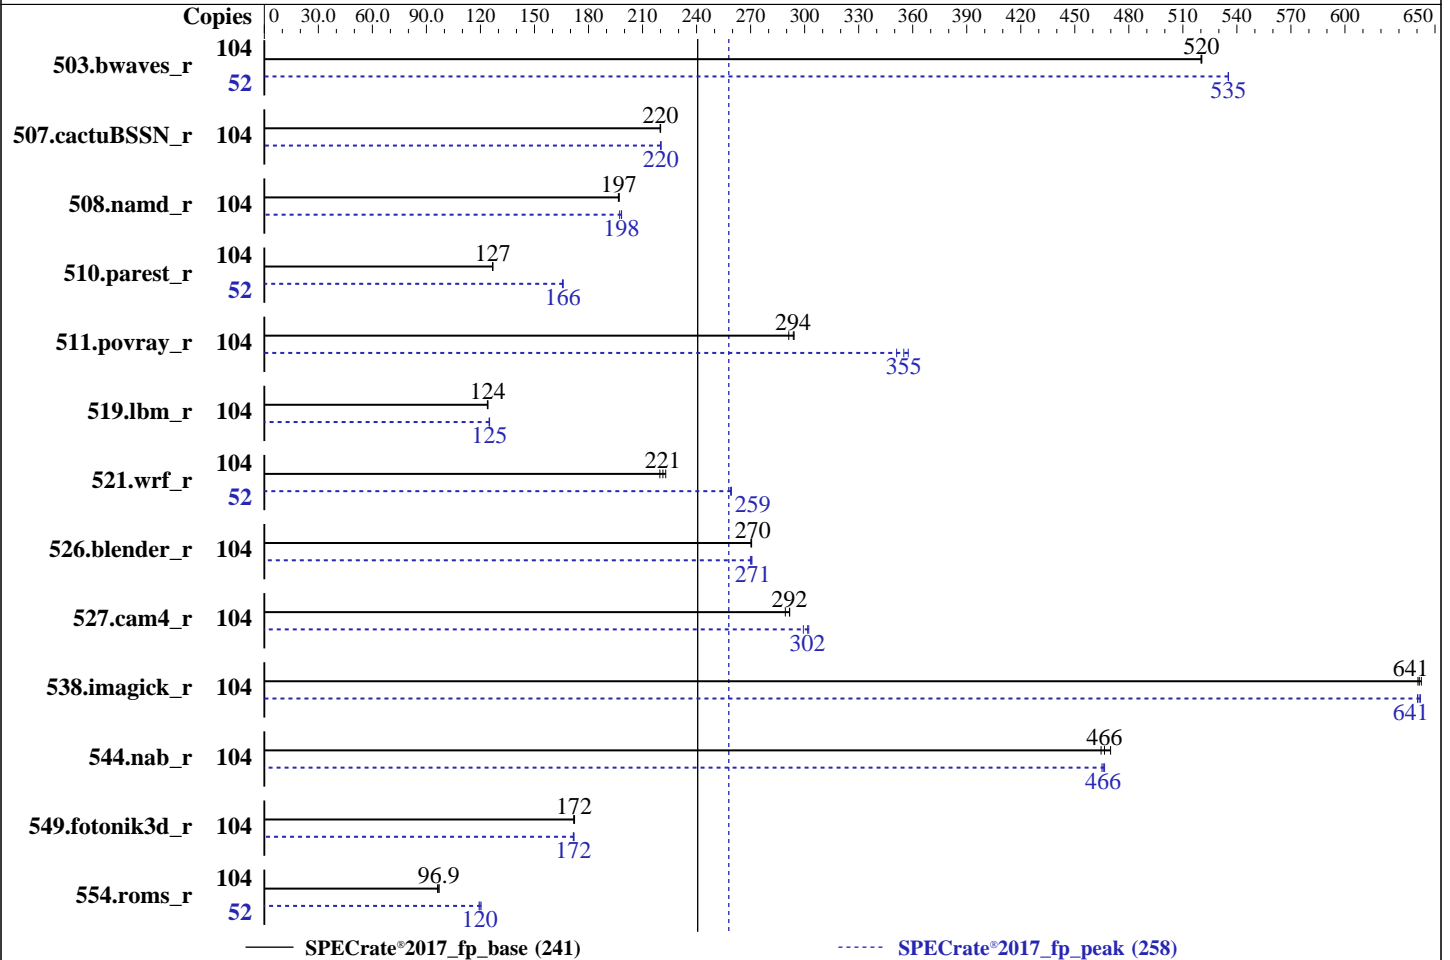 Copies 0 30.0 60.0 90.0 120 150 180 210 240 270 300 330 360 390 420 450 480 510 540 570 600 650
503.bwaves_r 104 520
52 535
507.cactuBSSN_r 104 220
220
508.namd_r 104 197
198
510.parest_r 104 127
52 166
511.povray_r 104 294
355
519.lbm_r 104 124
125
521.wrf_r 104 221
52 259
526.blender_r 104 270
271
527.cam4_r 104 292
302
538.imagick_r 104 641
641
544.nab_r 104 466
466
549.fotonik3d_r 104 172
172
554.roms_r 104 96.9
52 120
SPECrate®2017_fp_base (241) SPECrate®2017_fp_peak (258)